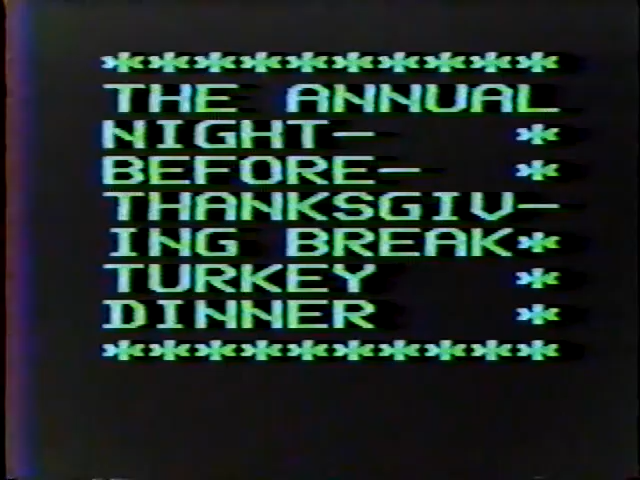 **********
THE ANNUAL
NIGHT-   *
BEFORE-  *
THANKSGIV-
ING BREAK*
TURKEY   *
DINNER   *
**********